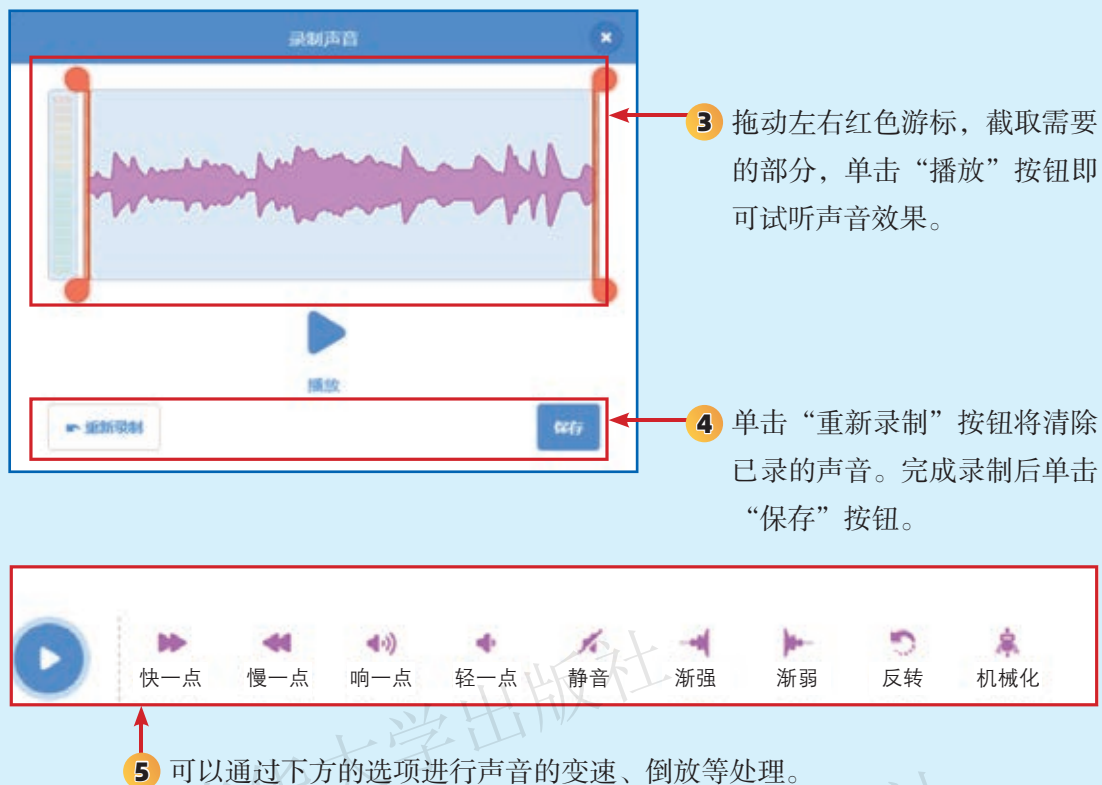 录制声音
3 拖动左右红色游标，截取需要
的部分，单击“播放”按钮即
可试听声音效果。
播放
重新录制
保存
4 单击“重新录制”按钮将清除
已录的声音。完成录制后单击
“保存”按钮。
快一点 慢一点 响一点 轻一点 静音 渐强 渐弱 反转 机械化
大学出版社
5 可以通过下方的选项进行声音的变速、倒放等处理。